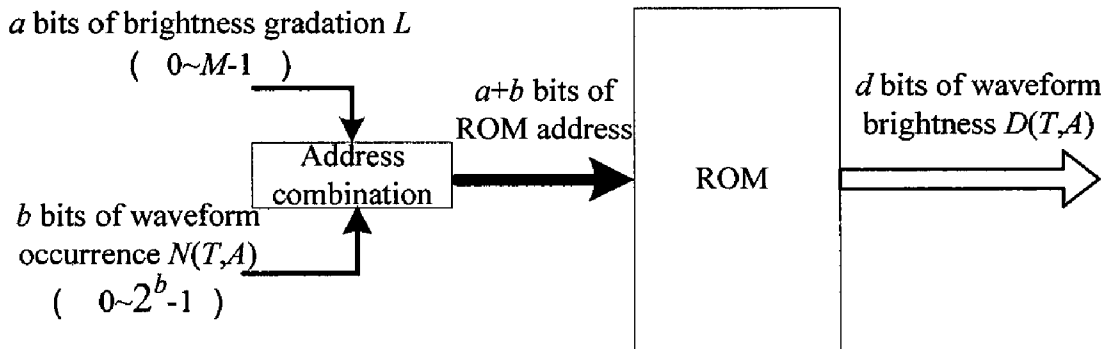 a bits of brightness gradation L
( 0~M-1 )
a+b bits of
ROM address
d bits of waveform
brightness D(T,A)
Address
combination
ROM
b bits of waveform
occurrence N(T,A)
( 0~2^b-1 )